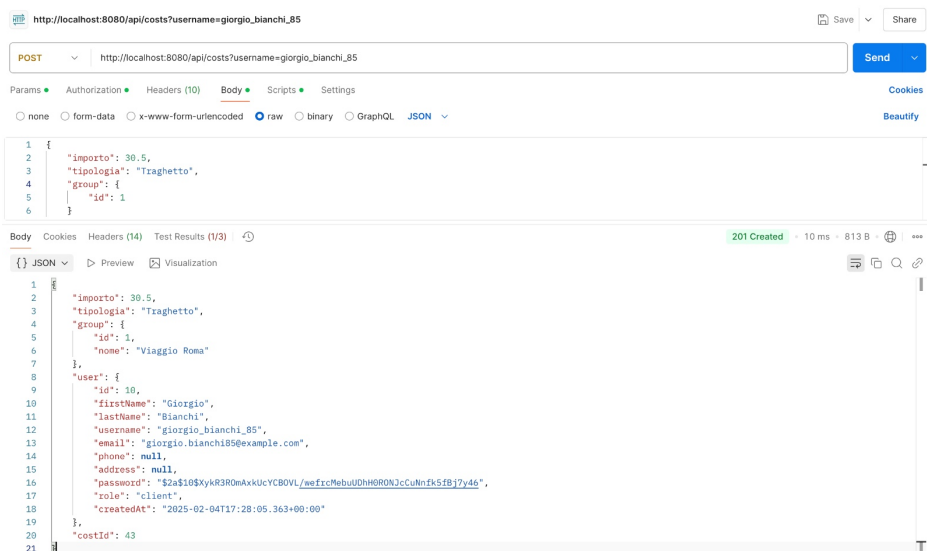 HTTP http://localhost:8080/api/costs?username=giorgio_bianchi_85 Save Share
POST http://localhost:8080/api/costs?username=giorgio_bianchi_85 Send
Params Authorization Headers (10) Body Scripts Settings Cookies
none form-data x-www-form-urlencoded raw binary GraphQL JSON Beautify
1 {
2 "importo": 30.5,
3 "tipologia": "Traghetto",
4 "group": {
5 "id": 1
6 }
Body Cookies Headers (14) Test Results (1/3) 201 Created • 10 ms • 813 B
{} JSON Preview Visualization
1 {
2 "importo": 30.5,
3 "tipologia": "Traghetto",
4 "group": {
5 "id": 1,
6 "nome": "Viaggio Roma"
7 },
8 "user": {
9 "id": 10,
10 "firstName": "Giorgio",
11 "lastName": "Bianchi",
12 "username": "giorgio_bianchi_85",
13 "email": "giorgio.bianchi85@example.com",
14 "phone": null,
15 "address": null,
16 "password": "$2a$10$XykR3ROmAxkUcYCBOVL/wefrcMebuUDhH0RONJcCuNnfk5fBj7y46",
17 "role": "client",
18 "createdAt": "2025-02-04T17:28:05.363+00:00"
19 },
20 "costId": 43
21 }